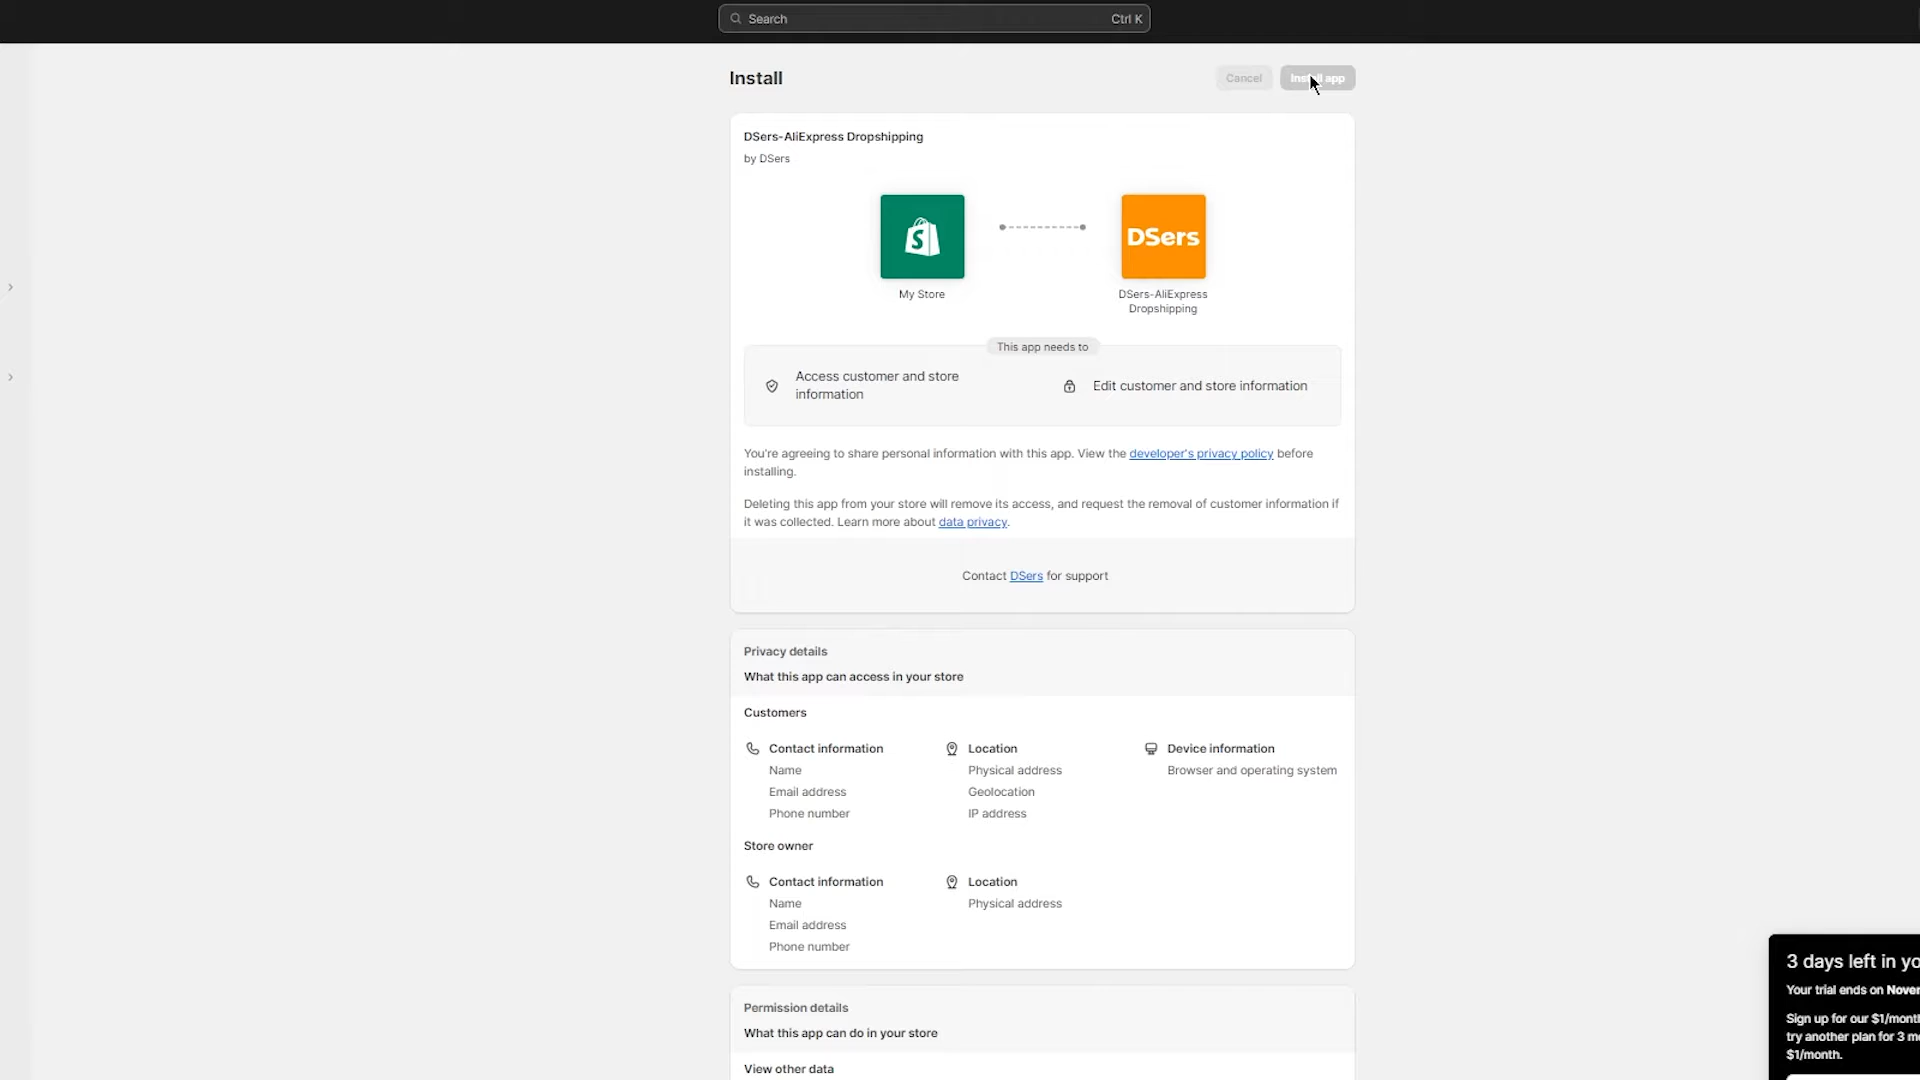 Search
Ctrl K
Install
Cancel
Install app
DSers-AliExpress Dropshipping
by DSers
S
DSers
My Store
DSers-AliExpress
Dropshipping
This app needs to
Access customer and store
information
Edit customer and store information
You're agreeing to share personal information with this app. View the developer's privacy policy before
installing.
Deleting this app from your store will remove its access, and request the removal of customer information if
it was collected. Learn more about data privacy.
Contact DSers for support
Privacy details
What this app can access in your store
Customers
Contact information
Name
Email address
Phone number
Location
Physical address
Geolocation
IP address
Device information
Browser and operating system
Store owner
Contact information
Name
Email address
Phone number
Location
Physical address
Permission details
What this app can do in your store
View other data
3 days left in yo
Your trial ends on Nover
Sign up for our $1/month
try another plan for 3 mo
$1/month.